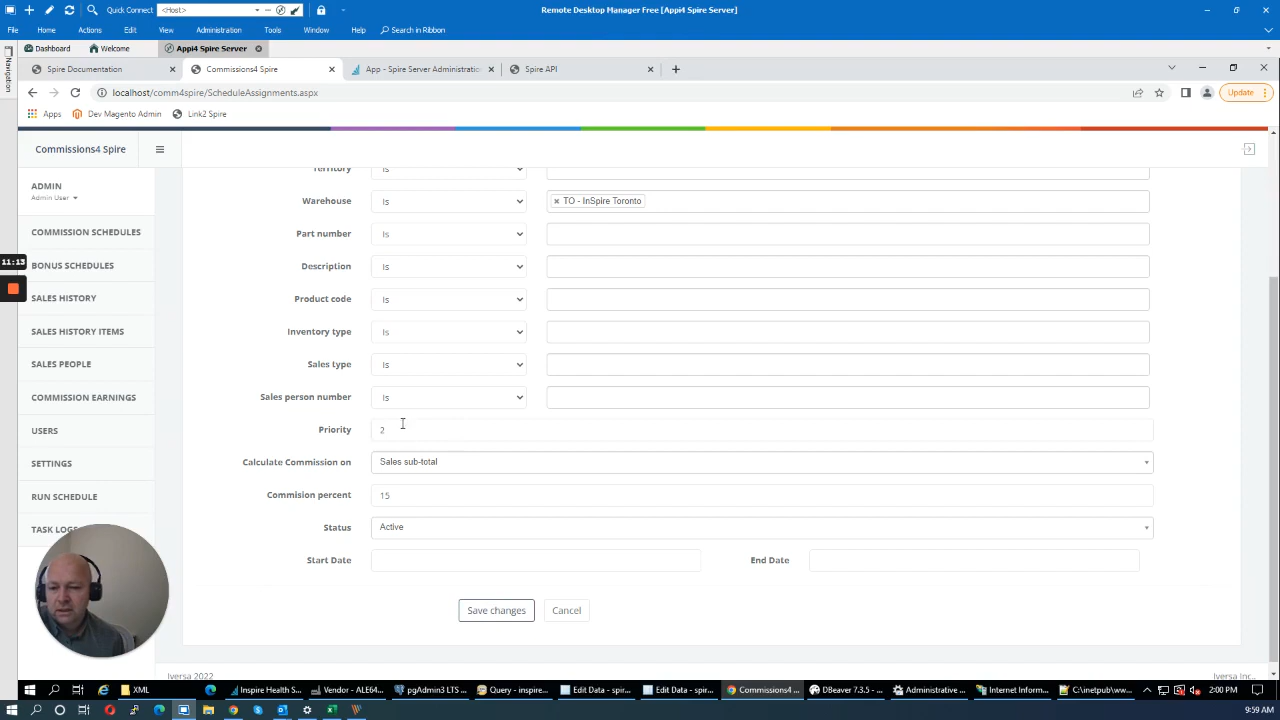 Quick Connect <Host> Remote Desktop Manager Free [Appi4 Spire Server]
File Home Actions Edit View Administration Tools Window Help Search in Ribbon
Navigation
Dashboard Welcome Appi4 Spire Server
Spire Documentation Commissions4 Spire App - Spire Server Administratio Spire API
localhost/comm4spire/ScheduleAssignments.aspx Update
Apps Dev Magento Admin Link2 Spire
Commissions4 Spire
ADMIN
Admin User
COMMISSION SCHEDULES
BONUS SCHEDULES
11:13
SALES HISTORY
SALES HISTORY ITEMS
SALES PEOPLE
COMMISSION EARNINGS
USERS
SETTINGS
RUN SCHEDULE
TASK LOGS
Territory Is
Warehouse Is × TO - InSpire Toronto
Part number Is
Description Is
Product code Is
Inventory type Is
Sales type Is
Sales person number Is
Priority 2
Calculate Commission on Sales sub-total
Commision percent 15
Status Active
Start Date End Date
Save changes Cancel
Iversa 2022
XML Inspire Health S... Vendor - ALE64... pgAdmin3 LTS ... Query - inspire... Edit Data - spir... Edit Data - spir... Commissions4 ... DBeaver 7.3.5 - ... Administrative ... Internet Inform... C:\inetpub\ww... 2:00 PM
9:59 AM